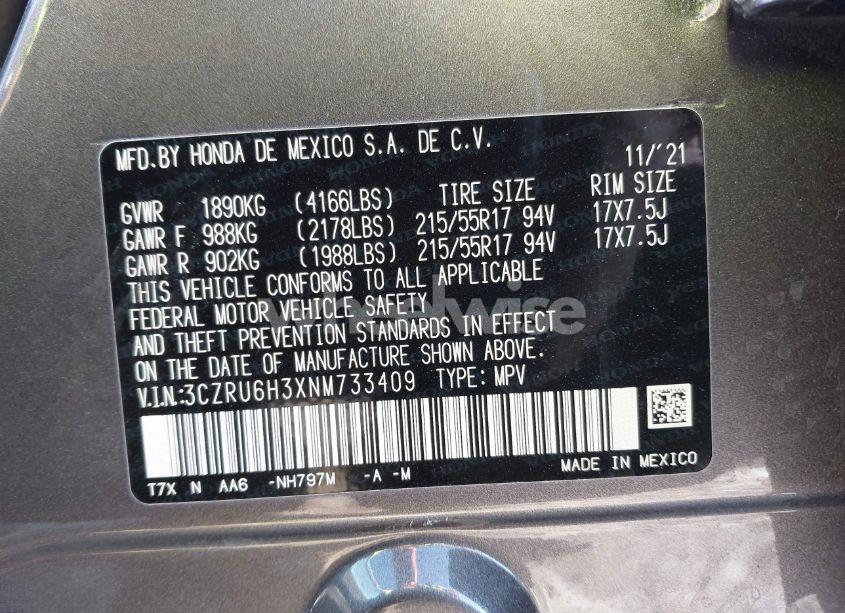 MFD.BY HONDA DE MEXICO S.A. DE C.V. 11/'21
GVWR 1890KG (4166LBS) TIRE SIZE RIM SIZE
GAWR F 988KG (2178LBS) 215/55R17 94V 17X7.5J
GAWR R 902KG (1988LBS) 215/55R17 94V 17X7.5J
THIS VEHICLE CONFORMS TO ALL APPLICABLE
FEDERAL MOTOR VEHICLE SAFETY
AND THEFT PREVENTION STANDARDS IN EFFECT
ON THE DATE OF MANUFACTURE SHOWN ABOVE.
V.I.N.:3CZRU6H3XNM733409 TYPE: MPV
T7X N AA6 -NH797M -A -M
MADE IN MEXICO
wheelwise